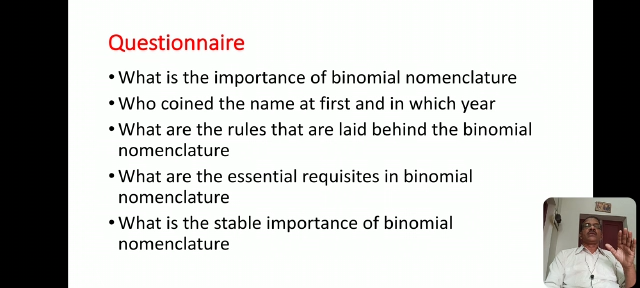 Questionnaire
• What is the importance of binomial nomenclature
• Who coined the name at first and in which year
• What are the rules that are laid behind the binomial
nomenclature
• What are the essential requisites in binomial
nomenclature
• What is the stable importance of binomial
nomenclature